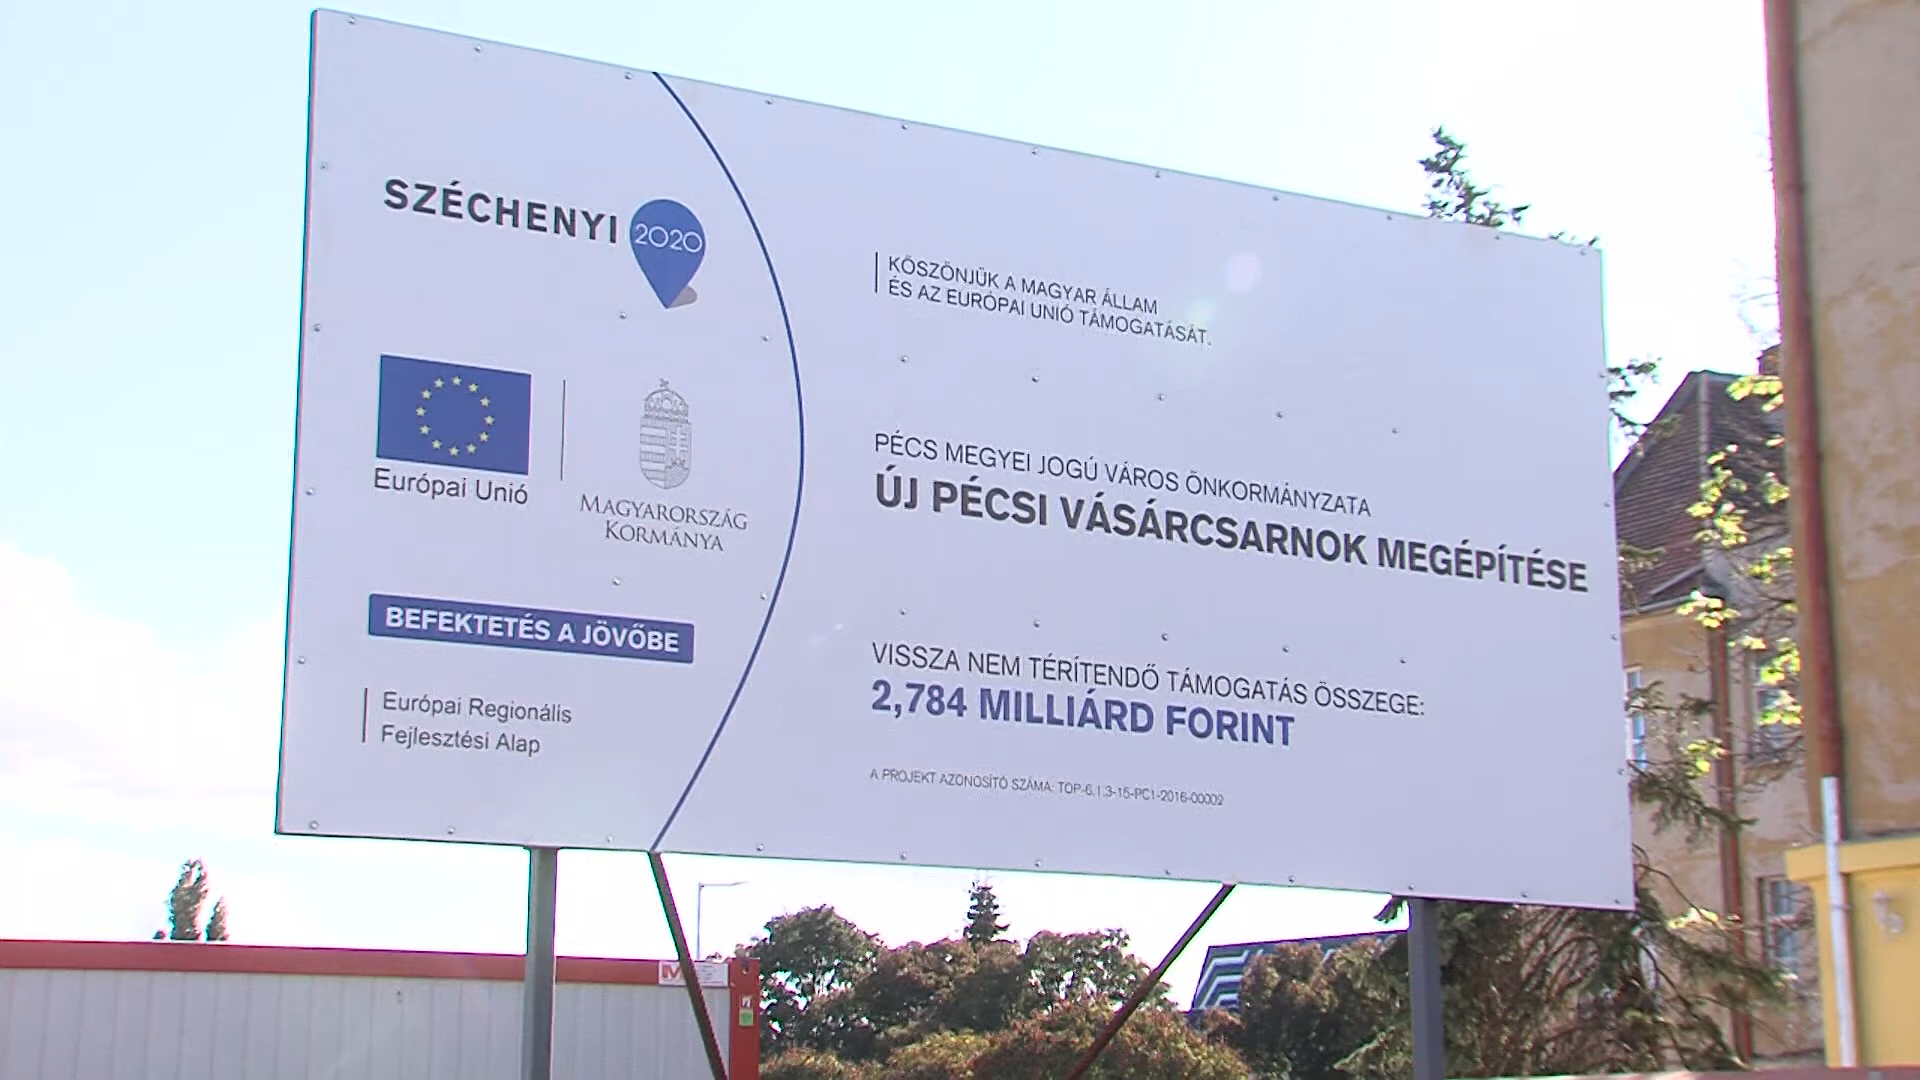 SZÉCHENYI 2020
Európai Unió
MAGYARORSZÁG
KORMÁNYA
BEFEKTETÉS A JÖVŐBE
Európai Regionális
Fejlesztési Alap
KÖSZÖNJÜK A MAGYAR ÁLLAM
ÉS AZ EURÓPAI UNIÓ TÁMOGATÁSÁT.
PÉCS MEGYEI JOGÚ VÁROS ÖNKORMÁNYZATA
ÚJ PÉCSI VÁSÁRCSARNOK MEGÉPÍTÉSE
VISSZA NEM TÉRÍTENDŐ TÁMOGATÁS ÖSSZEGE:
2,784 MILLIÁRD FORINT
A PROJEKT AZONOSÍTÓ SZÁMA: TOP-6.1.3-15-PC1-2016-00002